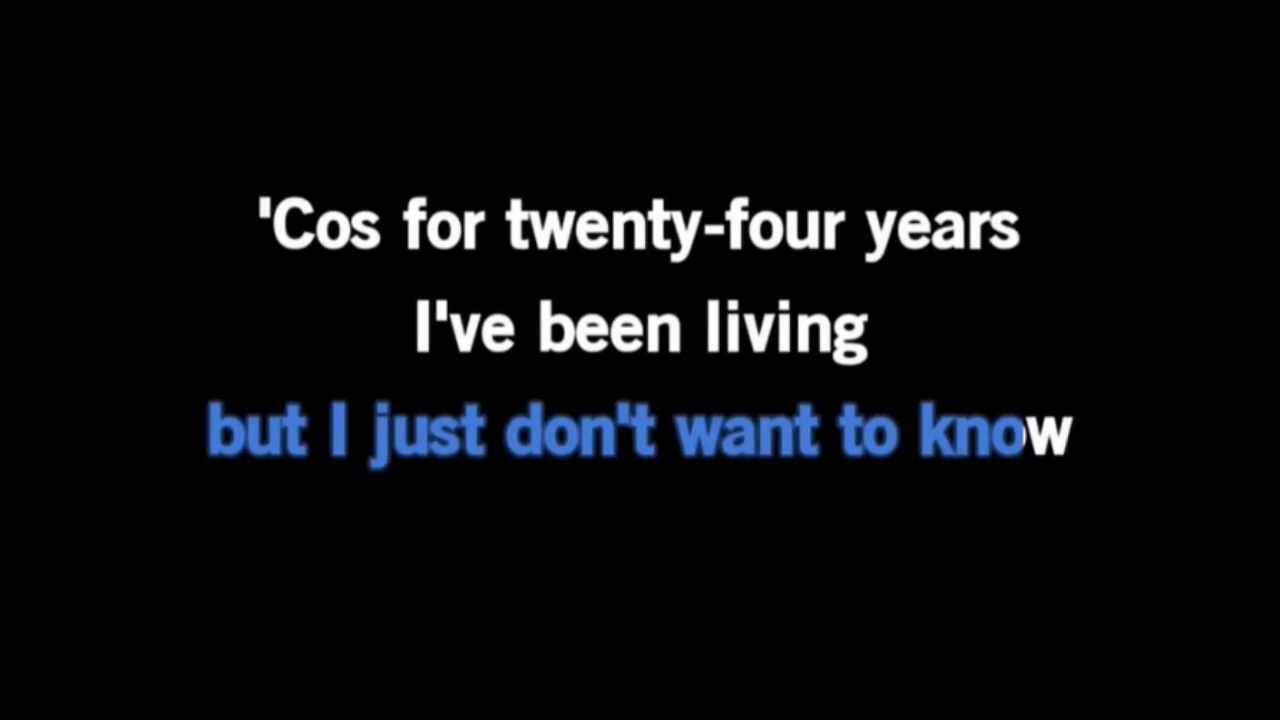 'Cos for twenty-four years
I've been living
but I just don't want to know